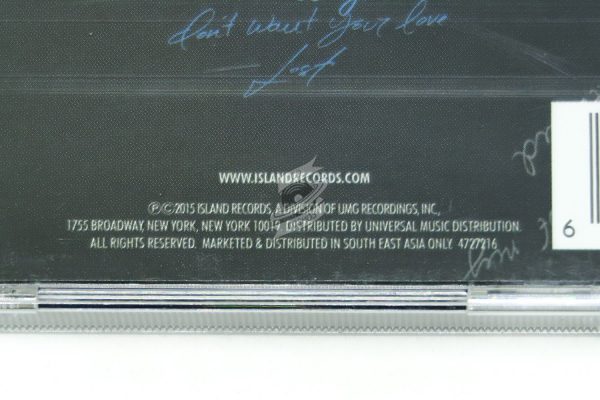 don't want your love
Lost
WWW.ISLANDRECORDS.COM
℗ © 2015 ISLAND RECORDS, A DIVISION OF UMG RECORDINGS, INC.,
1755 BROADWAY, NEW YORK, NEW YORK 10019. DISTRIBUTED BY UNIVERSAL MUSIC DISTRIBUTION.
ALL RIGHTS RESERVED. MARKETED & DISTRIBUTED IN SOUTH EAST ASIA ONLY. 4727216
6